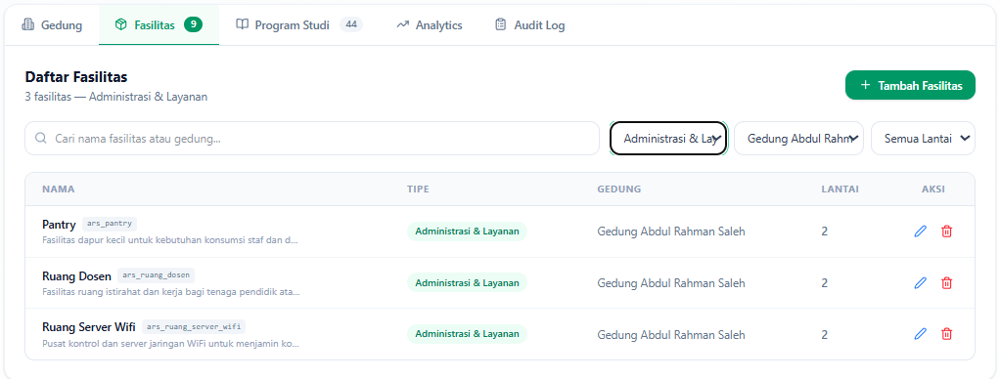 Gedung Fasilitas 9 Program Studi 44 Analytics Audit Log
Daftar Fasilitas
3 fasilitas — Administrasi & Layanan
+ Tambah Fasilitas
Cari nama fasilitas atau gedung...
Administrasi & Lay
Gedung Abdul Rahm
Semua Lantai
NAMA TIPE GEDUNG LANTAI AKSI
Pantry ars_pantry
Fasilitas dapur kecil untuk kebutuhan konsumsi staf dan d...
Administrasi & Layanan
Gedung Abdul Rahman Saleh
2
Ruang Dosen ars_ruang_dosen
Fasilitas ruang istirahat dan kerja bagi tenaga pendidik ata...
Administrasi & Layanan
Gedung Abdul Rahman Saleh
2
Ruang Server Wifi ars_ruang_server_wifi
Pusat kontrol dan server jaringan WiFi untuk menjamin ko...
Administrasi & Layanan
Gedung Abdul Rahman Saleh
2